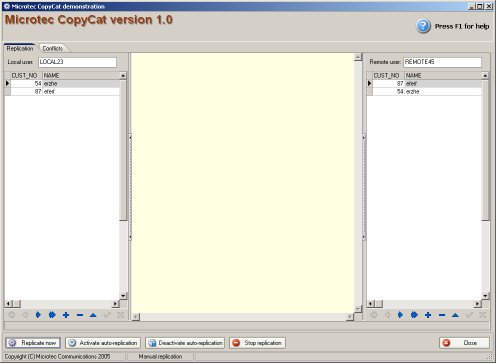 Microtec CopyCat demonstration
Microtec CopyCat version 1.0
Press F1 for help
Replication Conflicts
Local user: LOCAL23
Remote user: REMOTE45
CUST_NO NAME
54 erzhe
87 efeif
CUST_NO NAME
87 efeif
54 erzhe
Replicate now Activate auto-replication Deactivate auto-replication Stop replication Close
Copyright (C) Microtec Communications 2005 Manual replication